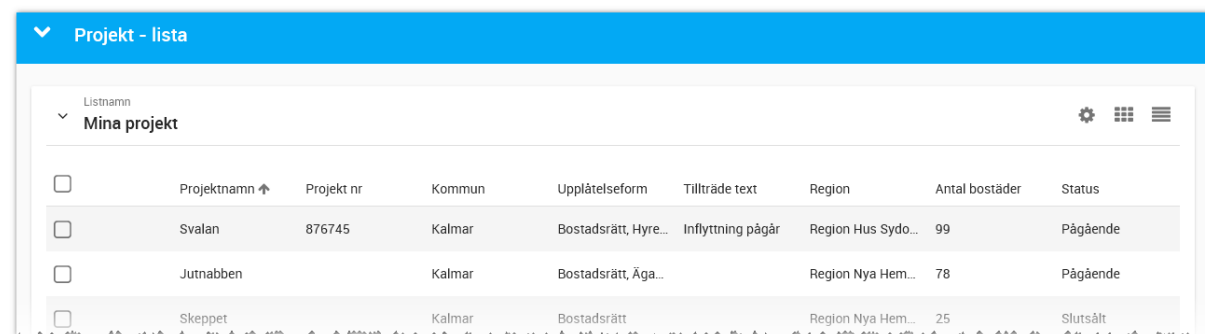 Projekt - lista
Listnamn
Mina projekt
Projektnamn Projekt nr Kommun Upplåtelseform Tillträde text Region Antal bostäder Status
Svalan 876745 Kalmar Bostadsrätt, Hyre... Inflyttning pågår Region Hus Sydo... 99 Pågående
Jutnabben Kalmar Bostadsrätt, Äga... Region Nya Hem... 78 Pågående
Skeppet Kalmar Bostadsrätt Region Nya Hem... 25 Slutsålt